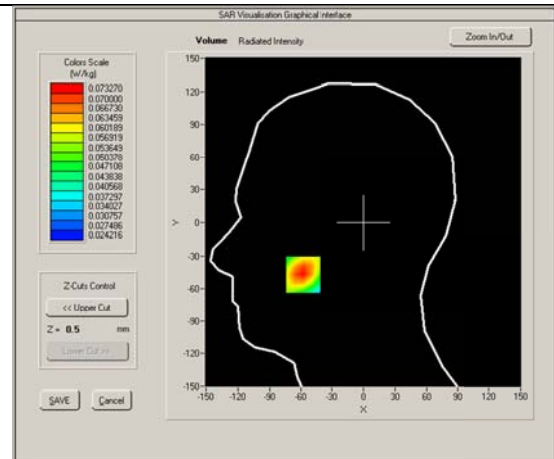 SAR Visualisation Graphical Interface
Volume Radiated Intensity
Zoom In/Out
Colors Scale
(W/kg)
0.073270
0.070000
0.066730
0.063459
0.060189
0.056919
0.053649
0.050378
0.047108
0.043838
0.040568
0.037297
0.034027
0.030757
0.027486
0.024216
Z-Cuts Control
<< Upper Cut
Z = 0.5 mm
Lower Cut >>
SAVE Cancel
150
120
90
60
30
0
-30
-60
-90
-120
-150
Y
-150 -120 -90 -60 -30 0 30 60 90 120 150
X